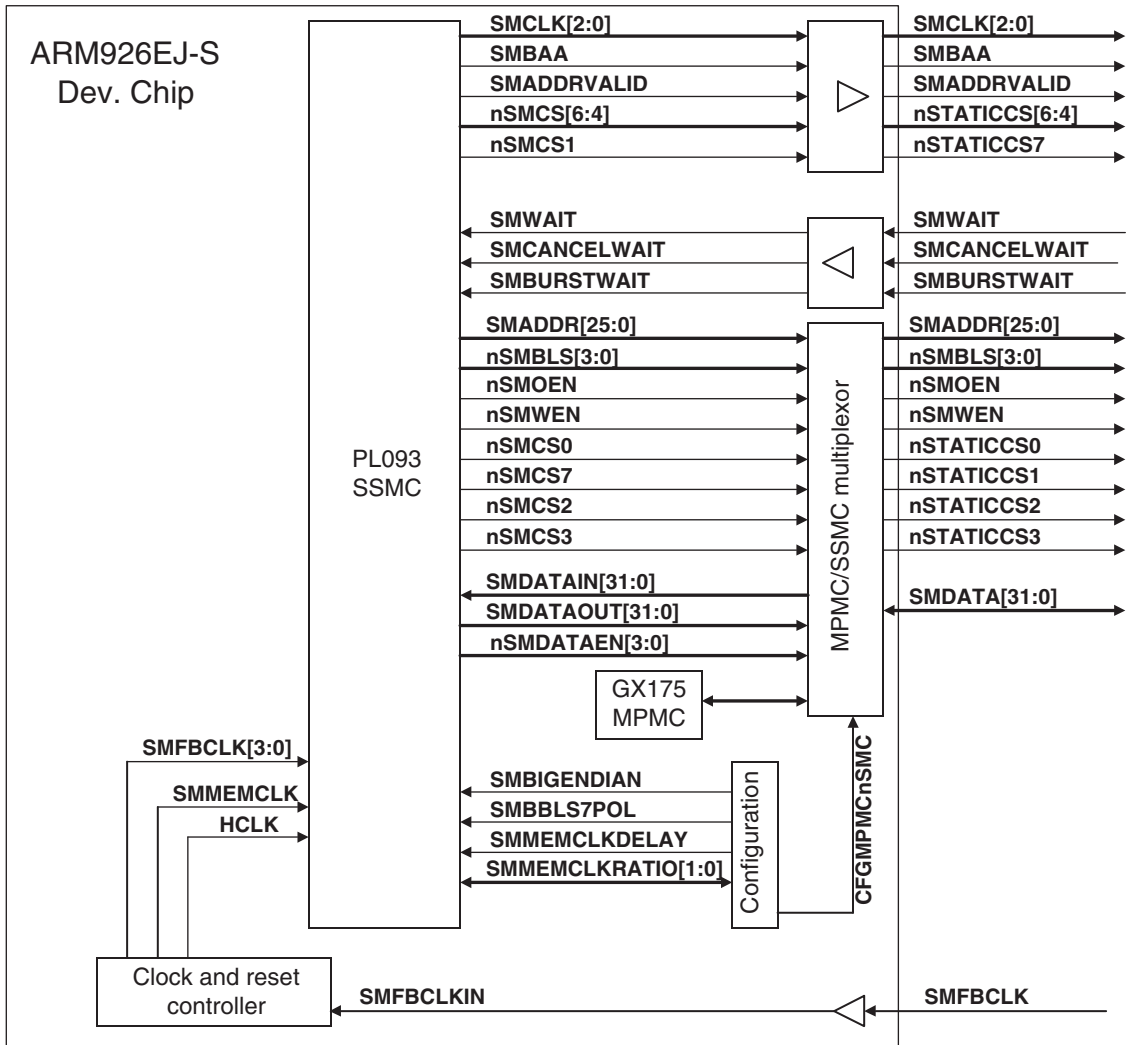 ARM926EJ-S
Dev. Chip
SMCLK[2:0]
SMBAA
SMADDRVALID
nSMCS[6:4]
nSMCS1
SMCLK[2:0]
SMBAA
SMADDRVALID
nSTATICCS[6:4]
nSTATICCS7
SMWAIT
SMCANCELWAIT
SMBURSTWAIT
SMWAIT
SMCANCELWAIT
SMBURSTWAIT
PL093
SSMC
SMADDR[25:0]
nSMBLS[3:0]
nSMOEN
nSMWEN
nSMCS0
nSMCS7
nSMCS2
nSMCS3
SMDATAIN[31:0]
SMDATAOUT[31:0]
nSMDATAEN[3:0]
MPMC/SSMC multiplexor
SMADDR[25:0]
nSMBLS[3:0]
nSMOEN
nSMWEN
nSTATICCS0
nSTATICCS1
nSTATICCS2
nSTATICCS3
SMDATA[31:0]
GX175
MPMC
SMFBCLK[3:0]
SMMEMCLK
HCLK
SMBIGENDIAN
SMBBLS7POL
SMMEMCLKDELAY
SMMEMCLKRATIO[1:0]
Configuration
CFGMPMCnSMC
Clock and reset
controller
SMFBCLKIN
SMFBCLK